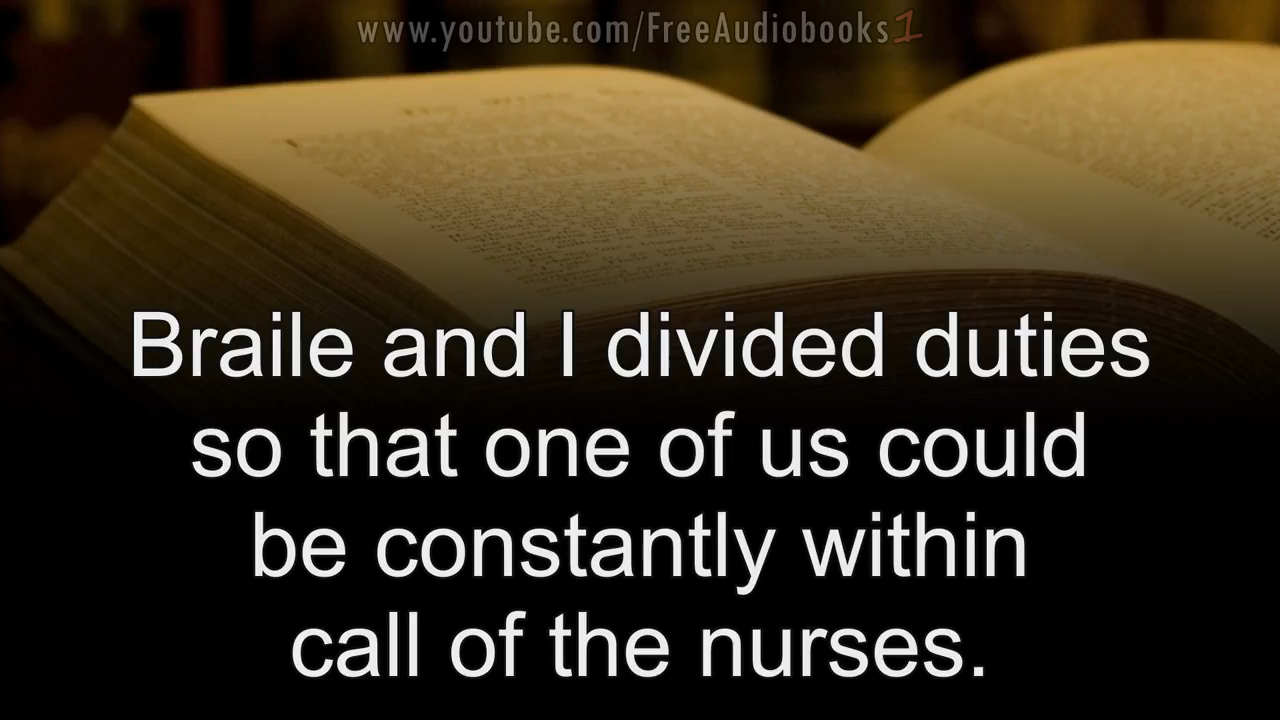 www.youtube.com/FreeAudiobooks1
Braile and I divided duties
so that one of us could
be constantly within
call of the nurses.